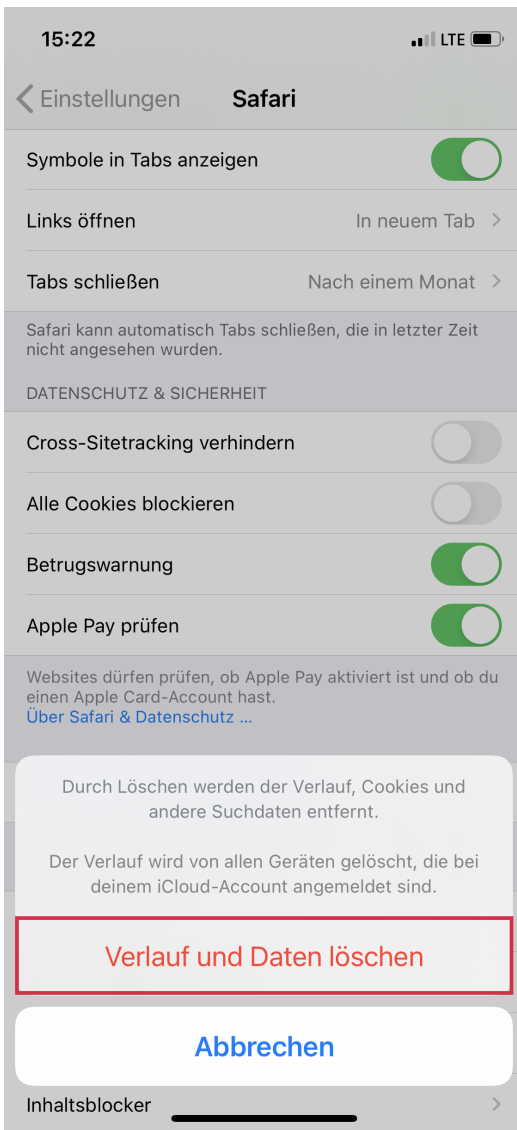 15:22 LTE
Einstellungen Safari
Symbole in Tabs anzeigen
Links öffnen In neuem Tab
Tabs schließen Nach einem Monat
Safari kann automatisch Tabs schließen, die in letzter Zeit
nicht angesehen wurden.
DATENSCHUTZ & SICHERHEIT
Cross-Sitetracking verhindern
Alle Cookies blockieren
Betrugswarnung
Apple Pay prüfen
Websites dürfen prüfen, ob Apple Pay aktiviert ist und ob du
einen Apple Card-Account hast.
Über Safari & Datenschutz ...
Durch Löschen werden der Verlauf, Cookies und
andere Suchdaten entfernt.
Der Verlauf wird von allen Geräten gelöscht, die bei
deinem iCloud-Account angemeldet sind.
Verlauf und Daten löschen
Abbrechen
Inhaltsblocker